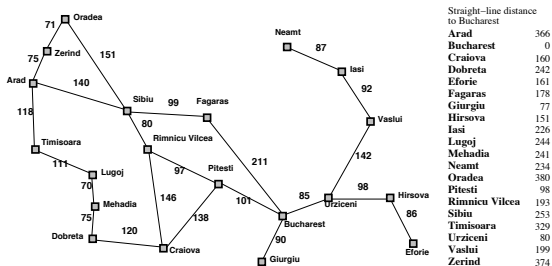 Oradea
71
Neamt
Zerind
87
151
75
Iasi
Arad
140
92
Sibiu
99
Fagaras
118
80
Vaslui
Rimnicu Vilcea
Timisoara
142
111
211
Lugoj
97
Pitesti
70
98
Hirsova
85
146
101
Urziceni
Mehadia
138
86
75
Bucharest
120
Dobreta
90
Craiova
Eforie
Giurgiu
Straight−line distance
to Bucharest
Arad 366
Bucharest 0
Craiova 160
Dobreta 242
Eforie 161
Fagaras 178
Giurgiu 77
Hirsova 151
Iasi 226
Lugoj 244
Mehadia 241
Neamt 234
Oradea 380
Pitesti 98
Rimnicu Vilcea 193
Sibiu 253
Timisoara 329
Urziceni 80
Vaslui 199
Zerind 374